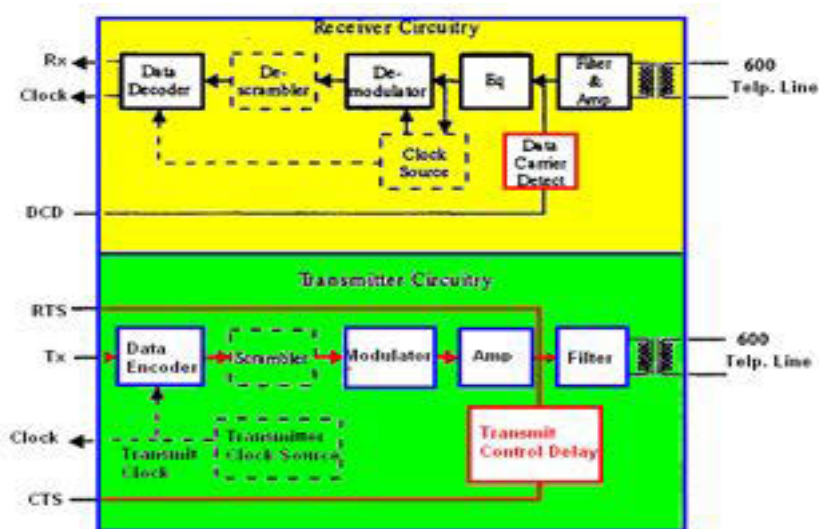 Receiver Circuitry
Rx
Clock
Data
Decoder
De-
scrambler
De-
modulator
Eq
Filter
&
Amp
600
Telp. Line
Clock
Source
Data
Carrier
Detect
DCD
Transmitter Circuitry
RTS
Tx
Data
Encoder
Scrambler
Modulator
Amp
Filter
600
Telp. Line
Clock
Transmit
Clock
Transmitter
Clock Source
Transmit
Control Delay
CTS